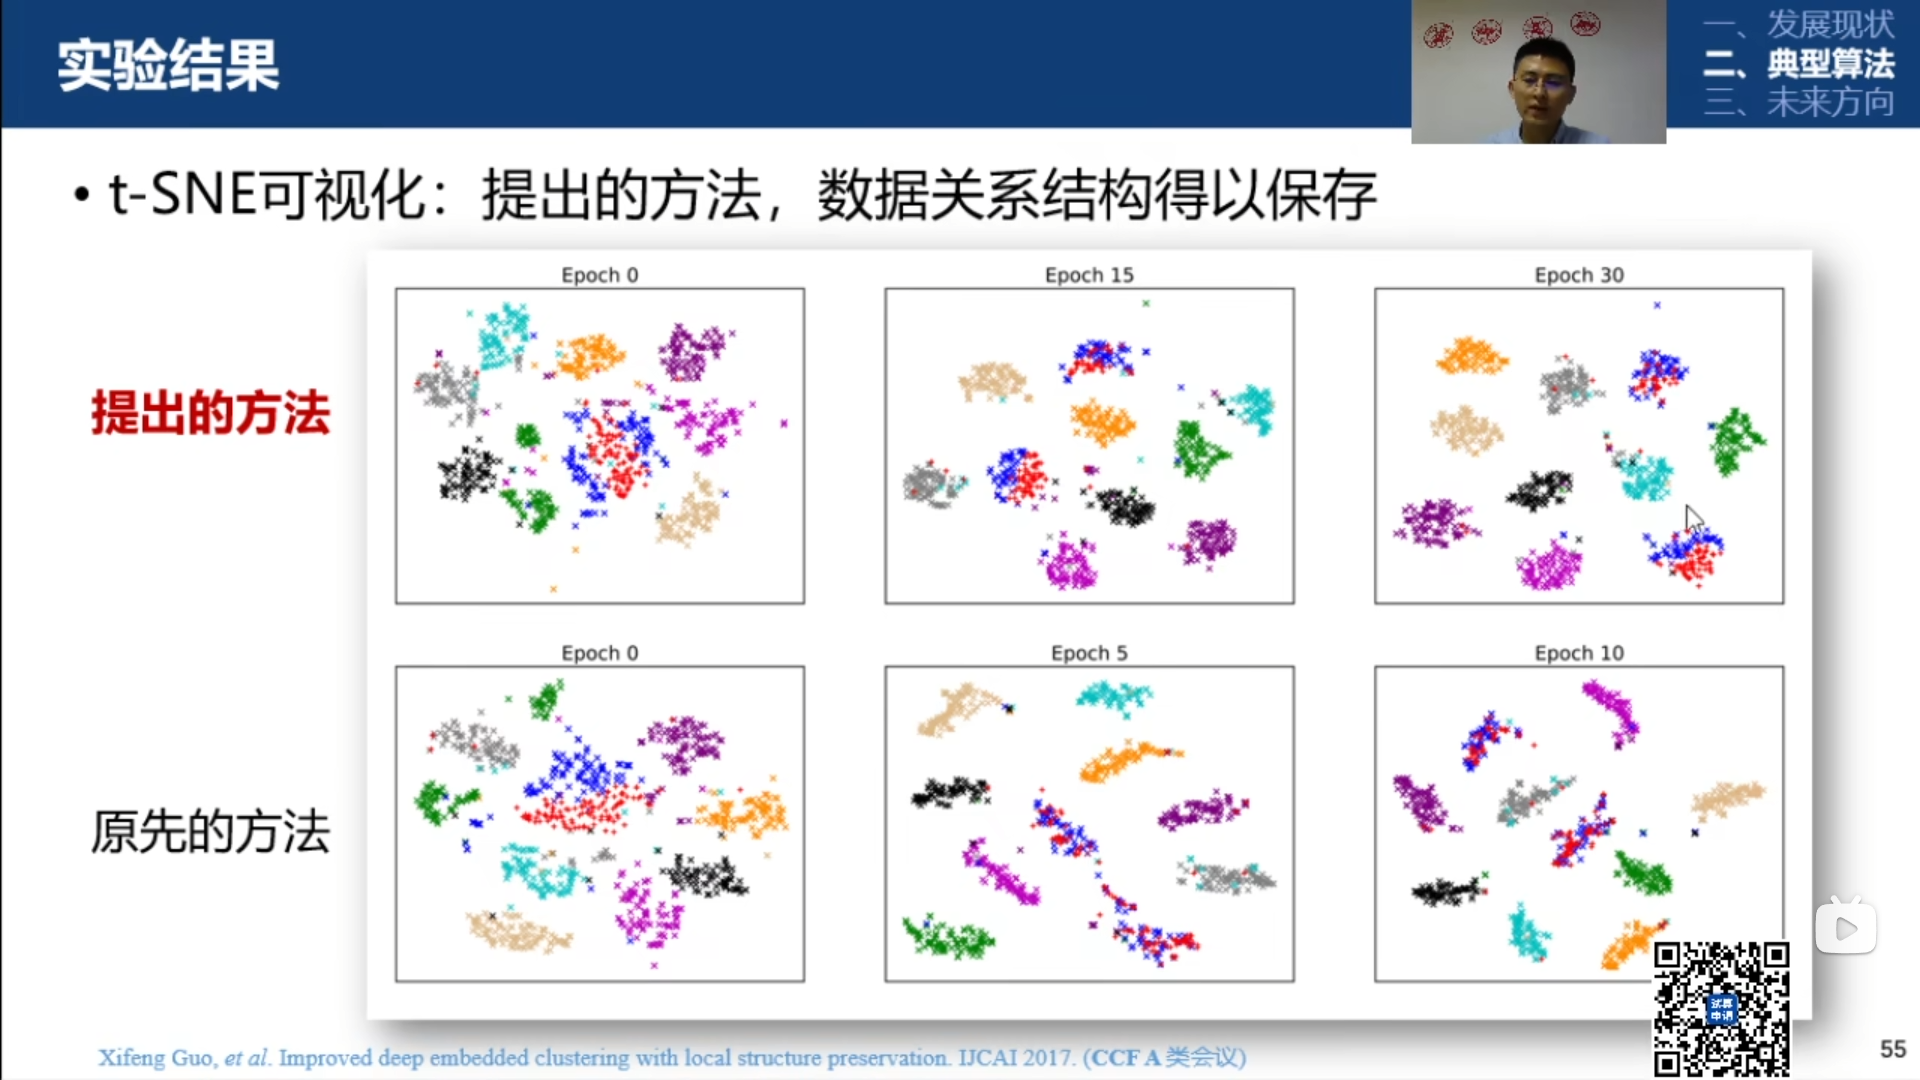 实验结果
一、发展现状
二、典型算法
三、未来方向
• t-SNE可视化：提出的方法，数据关系结构得以保存
Epoch 0
Epoch 15
Epoch 30
提出的方法
Epoch 0
Epoch 5
Epoch 10
原先的方法
试算
申请
Xifeng Guo, et al. Improved deep embedded clustering with local structure preservation. IJCAI 2017. (CCF A 类会议)
55